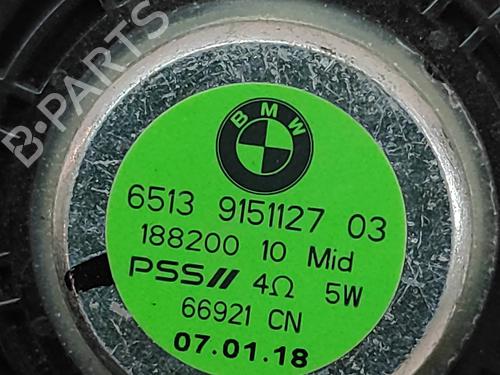 B-PARTS
BMW
6513 9151127 03
188200 10 Mid
PSS// 4Ω 5W
66921 CN
07.01.18